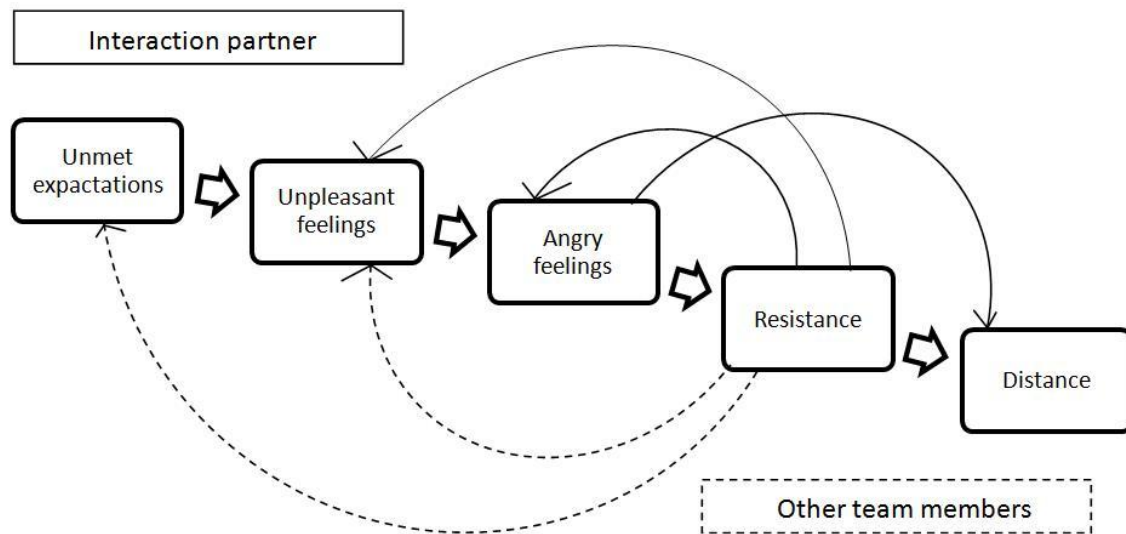 Interaction partner
Unmet
expactations
Unpleasant
feelings
Angry
feelings
Resistance
Distance
Other team members